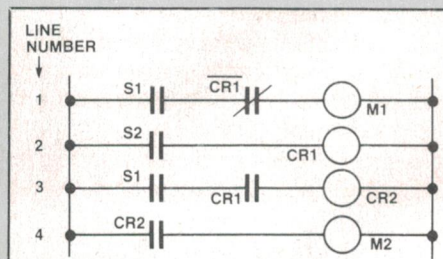 LINE
NUMBER
1 S1 CR1 M1
2 S2 CR1
3 S1 CR1 CR2
4 CR2 M2